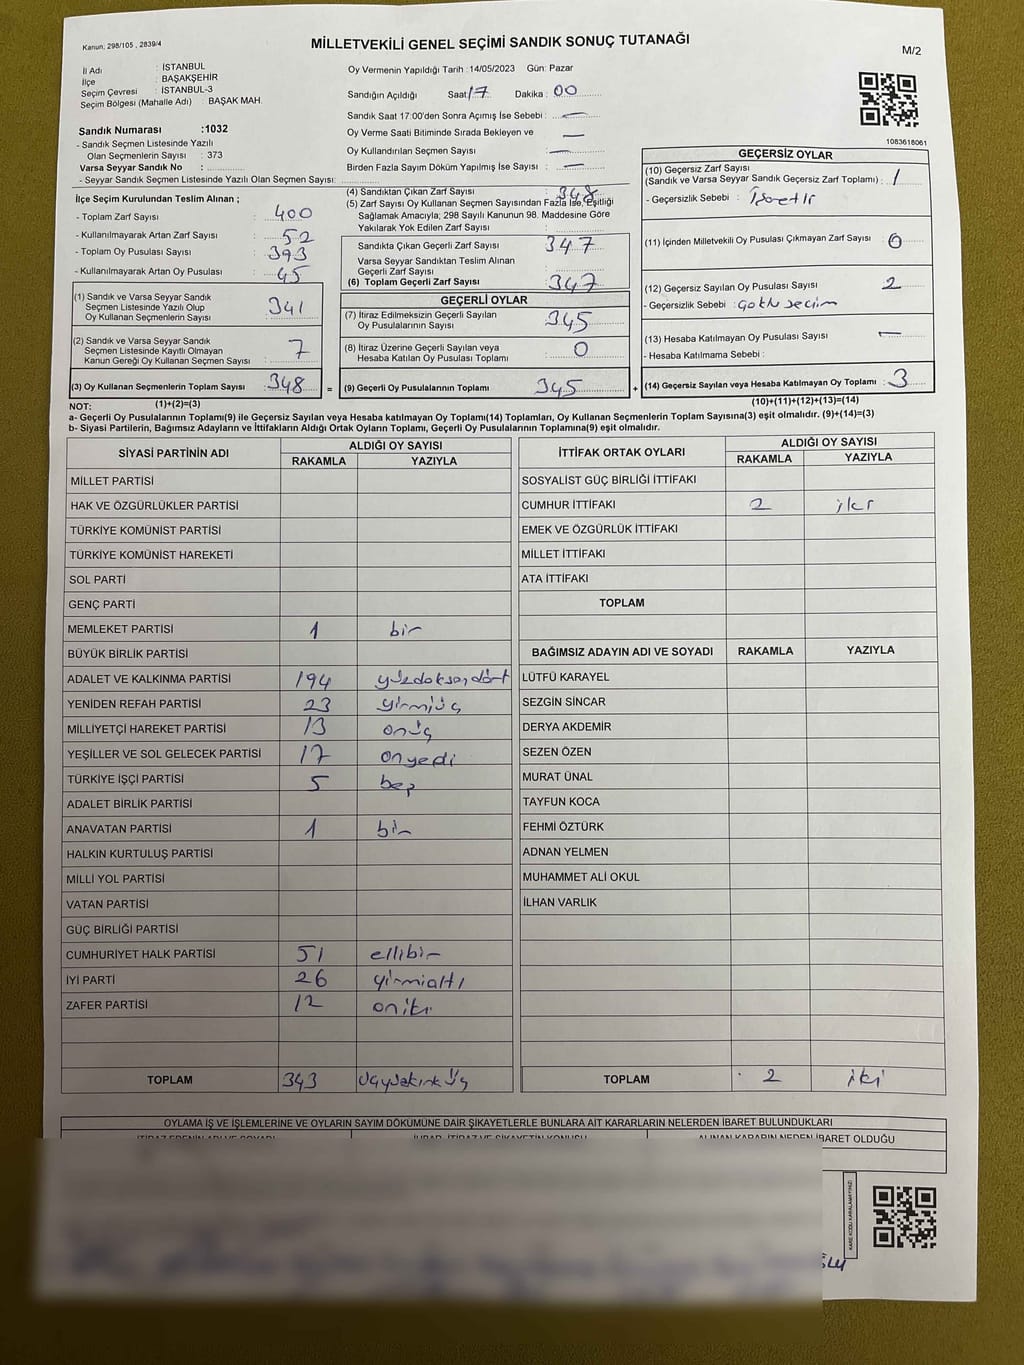 Kanun; 298/105 , 2839/4
MİLLETVEKİLİ GENEL SEÇİMİ SANDIK SONUÇ TUTANAĞI
M/2
İl Adı : İSTANBUL
İlçe : BAŞAKŞEHİR
Seçim Çevresi : İSTANBUL-3
Seçim Bölgesi (Mahalle Adı) : BAŞAK MAH.
Sandık Numarası :1032
- Sandık Seçmen Listesinde Yazılı
Olan Seçmenlerin Sayısı : 373
Varsa Seyyar Sandık No :
- Seyyar Sandık Seçmen Listesinde Yazılı Olan Seçmen Sayısı:
Oy Vermenin Yapıldığı Tarih :14/05/2023 Gün: Pazar
Sandığın Açıldığı Saat 17 Dakika : 00
Sandık Saat 17:00'den Sonra Açımış İse Sebebi : —
Oy Verme Saati Bitiminde Sırada Bekleyen ve —
Oy Kullandırılan Seçmen Sayısı : —
Birden Fazla Sayım Döküm Yapılmış İse Sayısı : —
1083618061
İlçe Seçim Kurulundan Teslim Alınan ;
- Toplam Zarf Sayısı : 400
- Kullanılmayarak Artan Zarf Sayısı : 52
- Toplam Oy Pusulası Sayısı : 393
- Kullanılmayarak Artan Oy Pusulası : 45
(1) Sandık ve Varsa Seyyar Sandık
Seçmen Listesinde Yazılı Olup : 341
Oy Kullanan Seçmenlerin Sayısı
(2) Sandık ve Varsa Seyyar Sandık
Seçmen Listesinde Kayıtlı Olmayan : 7
Kanun Gereği Oy Kullanan Seçmen Sayısı
(3) Oy Kullanan Seçmenlerin Toplam Sayısı : 348 =
(1)+(2)=(3)
(4) Sandıktan Çıkan Zarf Sayısı : 348
(5) Zarf Sayısı Oy Kullanan Seçmen Sayısından Fazla İse, Eşitliği
Sağlamak Amacıyla; 298 Sayılı Kanunun 98. Maddesine Göre
Yakılarak Yok Edilen Zarf Sayısı :
Sandıkta Çıkan Geçerli Zarf Sayısı : 347
Varsa Seyyar Sandıktan Teslim Alınan
Geçerli Zarf Sayısı :
(6) Toplam Geçerli Zarf Sayısı : 347
GEÇERLİ OYLAR
(7) İtiraz Edilmeksizin Geçerli Sayılan
Oy Pusulalarının Sayısı : 345
(8) İtiraz Üzerine Geçerli Sayılan veya
Hesaba Katılan Oy Pusulası Toplamı : 0
(9) Geçerli Oy Pusulalarının Toplamı : 345 +
GEÇERSİZ OYLAR
(10) Geçersiz Zarf Sayısı
(Sandık ve Varsa Seyyar Sandık Geçersiz Zarf Toplamı) : 1
- Geçersizlik Sebebi :
(11) İçinden Milletvekili Oy Pusulası Çıkmayan Zarf Sayısı : 0
(12) Geçersiz Sayılan Oy Pusulası Sayısı : 2
- Geçersizlik Sebebi : çoklu seçim
(13) Hesaba Katılmayan Oy Pusulası Sayısı : —
- Hesaba Katılmama Sebebi :
(14) Geçersiz Sayılan veya Hesaba Katılmayan Oy Toplamı : 3
(10)+(11)+(12)+(13)=(14)
NOT:
a- Geçerli Oy Pusulalarının Toplamı(9) ile Geçersiz Sayılan veya Hesaba katılmayan Oy Toplamı(14) Toplamları, Oy Kullanan Seçmenlerin Toplam Sayısına(3) eşit olmalıdır. (9)+(14)=(3)
b- Siyasi Partilerin, Bağımsız Adayların ve İttifakların Aldığı Ortak Oyların Toplamı, Geçerli Oy Pusulalarının Toplamına(9) eşit olmalıdır.
SİYASİ PARTİNİN ADI ALDIĞI OY SAYISI
RAKAMLA YAZIYLA
MİLLET PARTİSİ
HAK VE ÖZGÜRLÜKLER PARTİSİ
TÜRKİYE KOMÜNİST PARTİSİ
TÜRKİYE KOMÜNİST HAREKETİ
SOL PARTİ
GENÇ PARTİ
MEMLEKET PARTİSİ 1 bir
BÜYÜK BİRLİK PARTİSİ
ADALET VE KALKINMA PARTİSİ 194 yüzdoksandört
YENİDEN REFAH PARTİSİ 23 yirmiüç
MİLLİYETÇİ HAREKET PARTİSİ 13 onüç
YEŞİLLER VE SOL GELECEK PARTİSİ 17 onyedi
TÜRKİYE İŞÇİ PARTİSİ 5 beş
ADALET BİRLİK PARTİSİ
ANAVATAN PARTİSİ 1 bir
HALKIN KURTULUŞ PARTİSİ
MİLLİ YOL PARTİSİ
VATAN PARTİSİ
GÜÇ BİRLİĞİ PARTİSİ
CUMHURİYET HALK PARTİSİ 51 ellibir
İYİ PARTİ 26 yirmialtı
ZAFER PARTİSİ 12 oniki
TOPLAM 343 üçyüzkırküç
İTTİFAK ORTAK OYLARI ALDIĞI OY SAYISI
RAKAMLA YAZIYLA
SOSYALİST GÜÇ BİRLİĞİ İTTİFAKI
CUMHUR İTTİFAKI 2 iki
EMEK VE ÖZGÜRLÜK İTTİFAKI
MİLLET İTTİFAKI
ATA İTTİFAKI
TOPLAM
BAĞIMSIZ ADAYIN ADI VE SOYADI RAKAMLA YAZIYLA
LÜTFÜ KARAYEL
SEZGİN SİNCAR
DERYA AKDEMİR
SEZEN ÖZEN
MURAT ÜNAL
TAYFUN KOCA
FEHMİ ÖZTÜRK
ADNAN YELMEN
MUHAMMET ALİ OKUL
İLHAN VARLIK
TOPLAM 2 iki
OYLAMA İŞ VE İŞLEMLERİNE VE OYLARIN SAYIM DÖKÜMÜNE DAİR ŞİKAYETLERLE BUNLARA AİT KARARLARIN NELERDEN İBARET BULUNDUKLARI
İTİRAZ EDENİN ADI VE SOYADI İHBAR, İTİRAZ VE ŞİKAYETİN KONUSU ALINAN KARARIN NEDEN İBARET OLDUĞU
KARE KODU KARALAMAYINIZ!